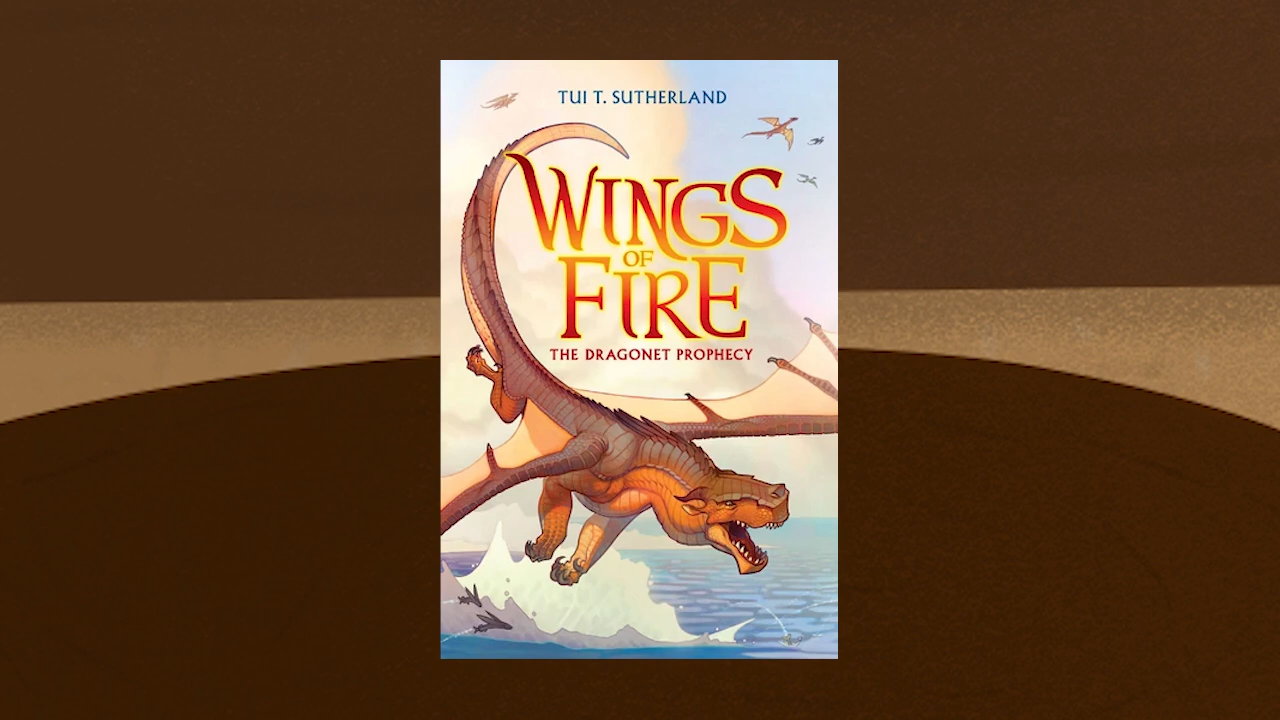 TUI T. SUTHERLAND
WINGS
OF
FIRE
THE DRAGONET PROPHECY